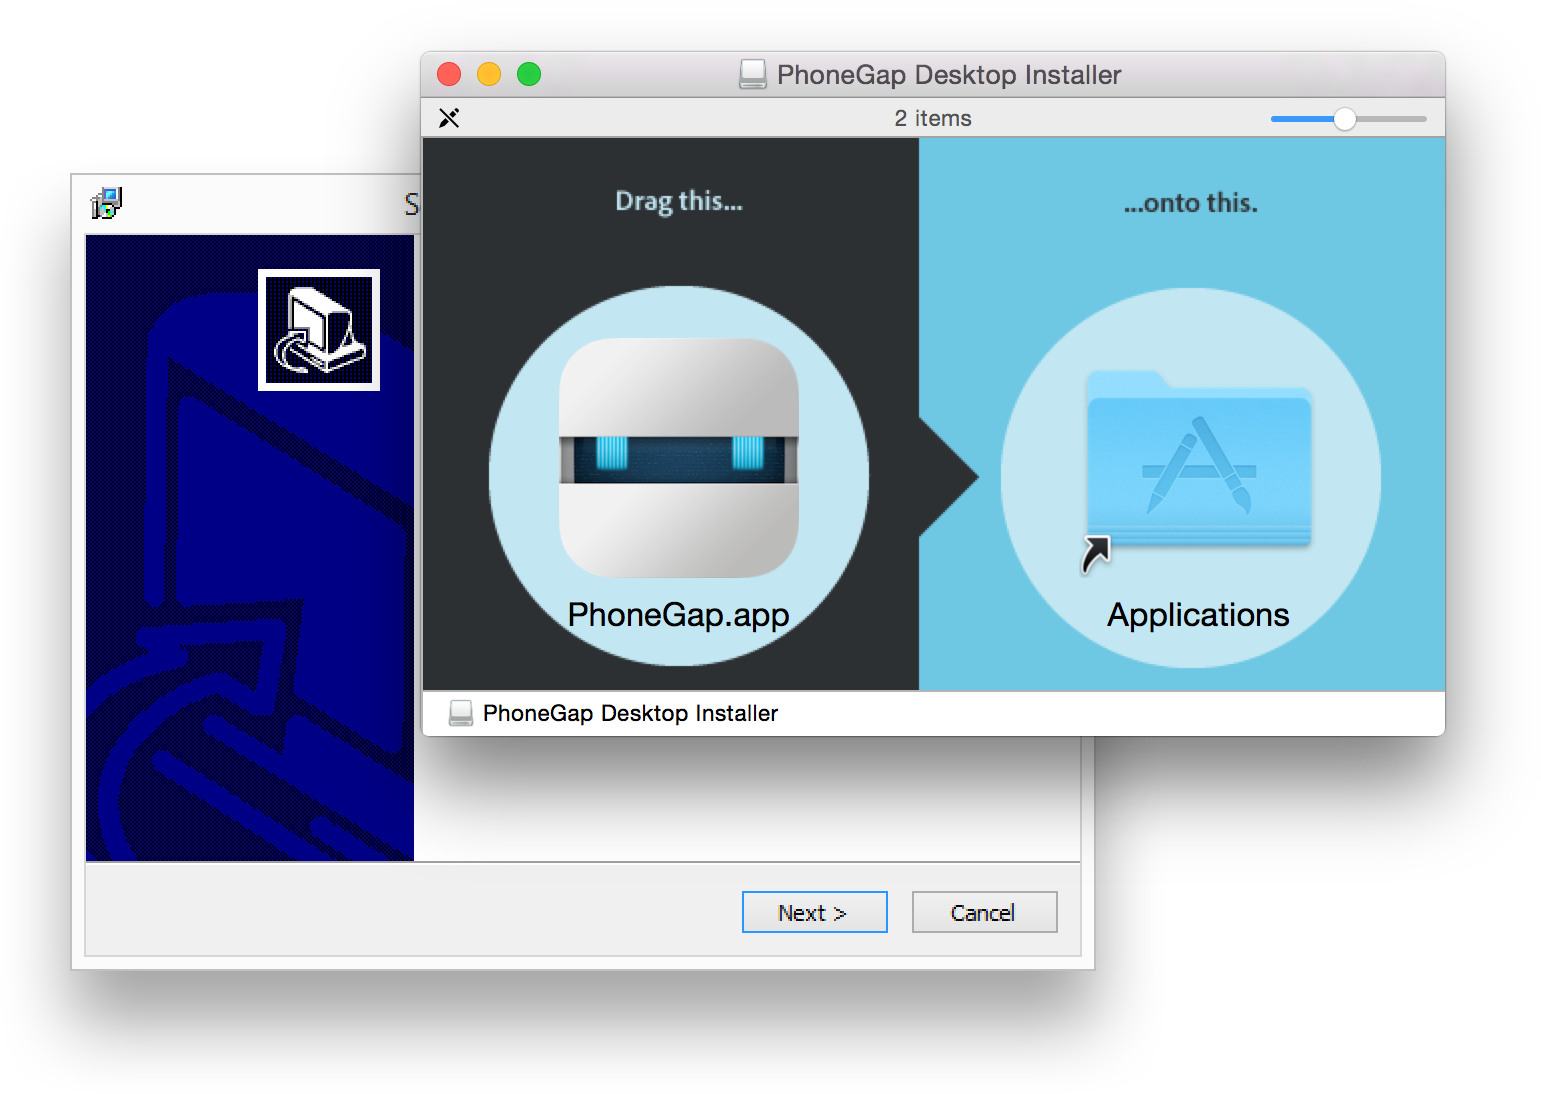 PhoneGap Desktop Installer
2 items
Drag this...
...onto this.
PhoneGap.app
Applications
PhoneGap Desktop Installer
Next >
Cancel